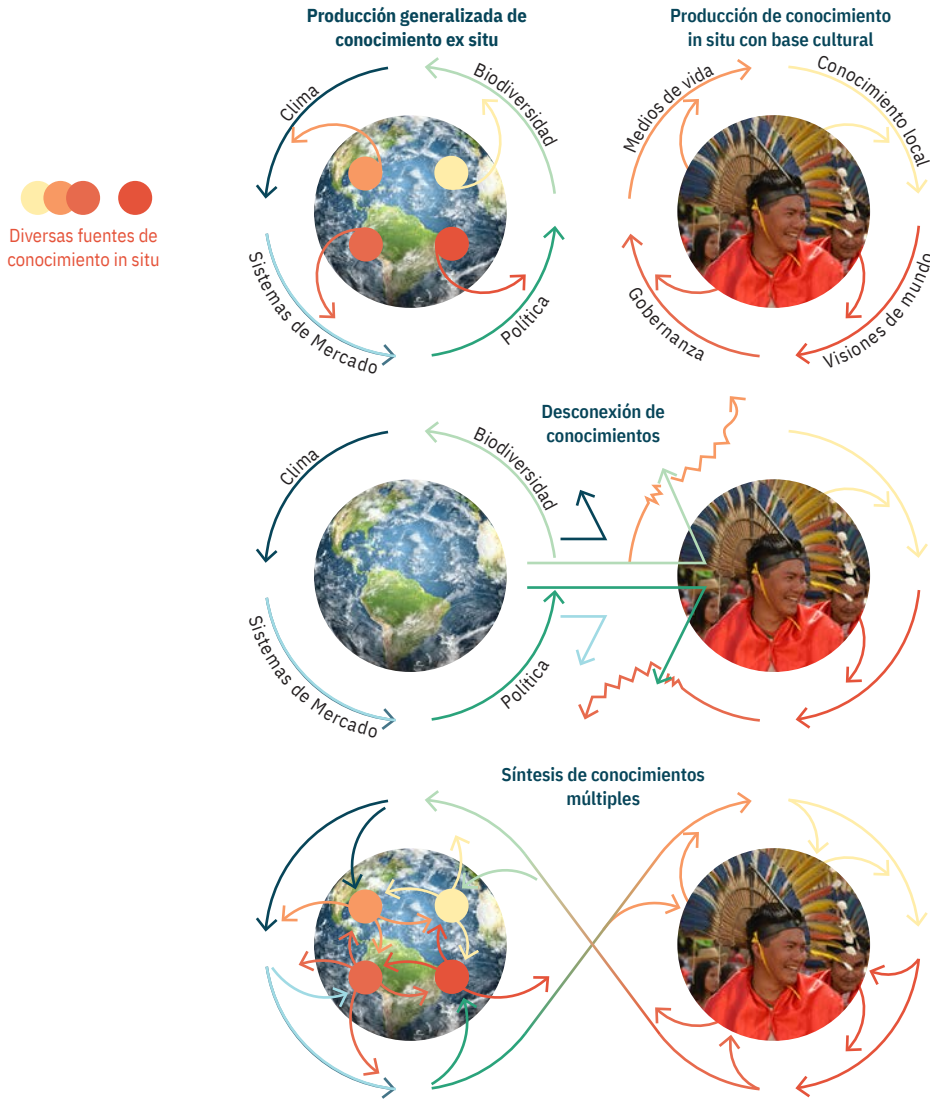 Producción generalizada de
conocimiento ex situ
Producción de conocimiento
in situ con base cultural
Clima
Biodiversidad
Sistemas de Mercado
Política
Medios de vida
Conocimiento local
Gobernanza
Visiones de mundo
Diversas fuentes de
conocimiento in situ
Desconexión de
conocimientos
Clima
Biodiversidad
Sistemas de Mercado
Política
Síntesis de conocimientos
múltiples